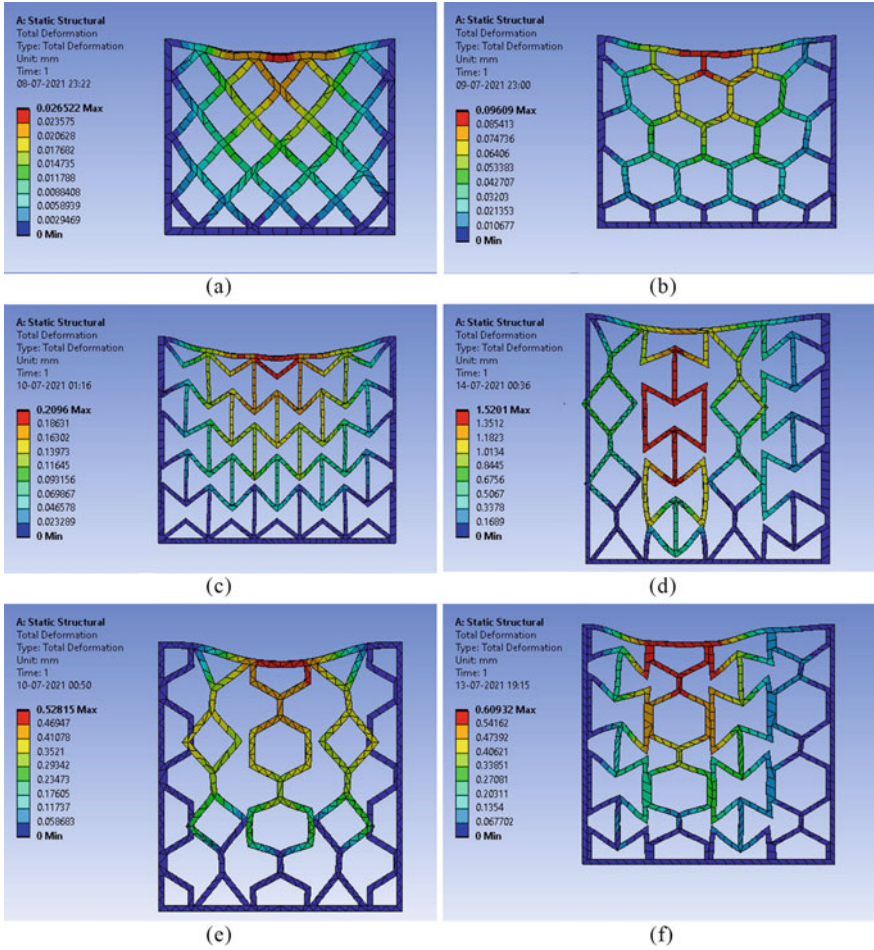 A: Static Structural
Total Deformation
Type: Total Deformation
Unit: mm
Time: 1
08-07-2021 23:22
0.026522 Max
0.023575
0.020628
0.017682
0.014735
0.011788
0.0088408
0.0058939
0.0029469
0 Min
(a)
A: Static Structural
Total Deformation
Type: Total Deformation
Unit: mm
Time: 1
09-07-2021 23:00
0.09609 Max
0.085413
0.074736
0.06406
0.053383
0.042707
0.03203
0.021353
0.010677
0 Min
(b)
A: Static Structural
Total Deformation
Type: Total Deformation
Unit: mm
Time: 1
10-07-2021 01:16
0.2096 Max
0.18631
0.16302
0.13973
0.11645
0.093156
0.069867
0.046578
0.023289
0 Min
(c)
A: Static Structural
Total Deformation
Type: Total Deformation
Unit: mm
Time: 1
14-07-2021 00:36
1.5201 Max
1.3512
1.1823
1.0134
0.8445
0.6756
0.5067
0.3378
0.1689
0 Min
(d)
A: Static Structural
Total Deformation
Type: Total Deformation
Unit: mm
Time: 1
10-07-2021 00:50
0.52815 Max
0.46947
0.41078
0.3521
0.29342
0.23473
0.17605
0.11737
0.058683
0 Min
(e)
A: Static Structural
Total Deformation
Type: Total Deformation
Unit: mm
Time: 1
13-07-2021 19:15
0.60932 Max
0.54162
0.47392
0.40621
0.33851
0.27081
0.20311
0.1354
0.067702
0 Min
(f)